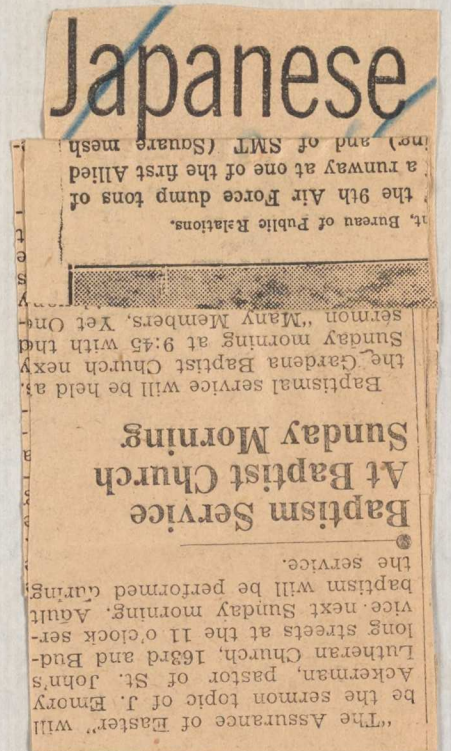 Japanese
"The Assurance of Easter" will
be the sermon topic of J. Emory
Ackerman, pastor of St. John's
Lutheran Church, 163rd and Bud-
long streets at the 11 o'clock ser-
vice next Sunday morning. Adult
baptism will be performed during
the service.
Baptism Service
At Baptist Church
Sunday Morning
Baptismal service will be held
the Gardena Baptist Church
Sunday morning at 9:45 with
sermon "Many Members, Yet One
nt, Bureau of Public Relations.
the 9th Air Force dump tons of
a runway at one of the first Allied
ing) and of SMT (Square mesh